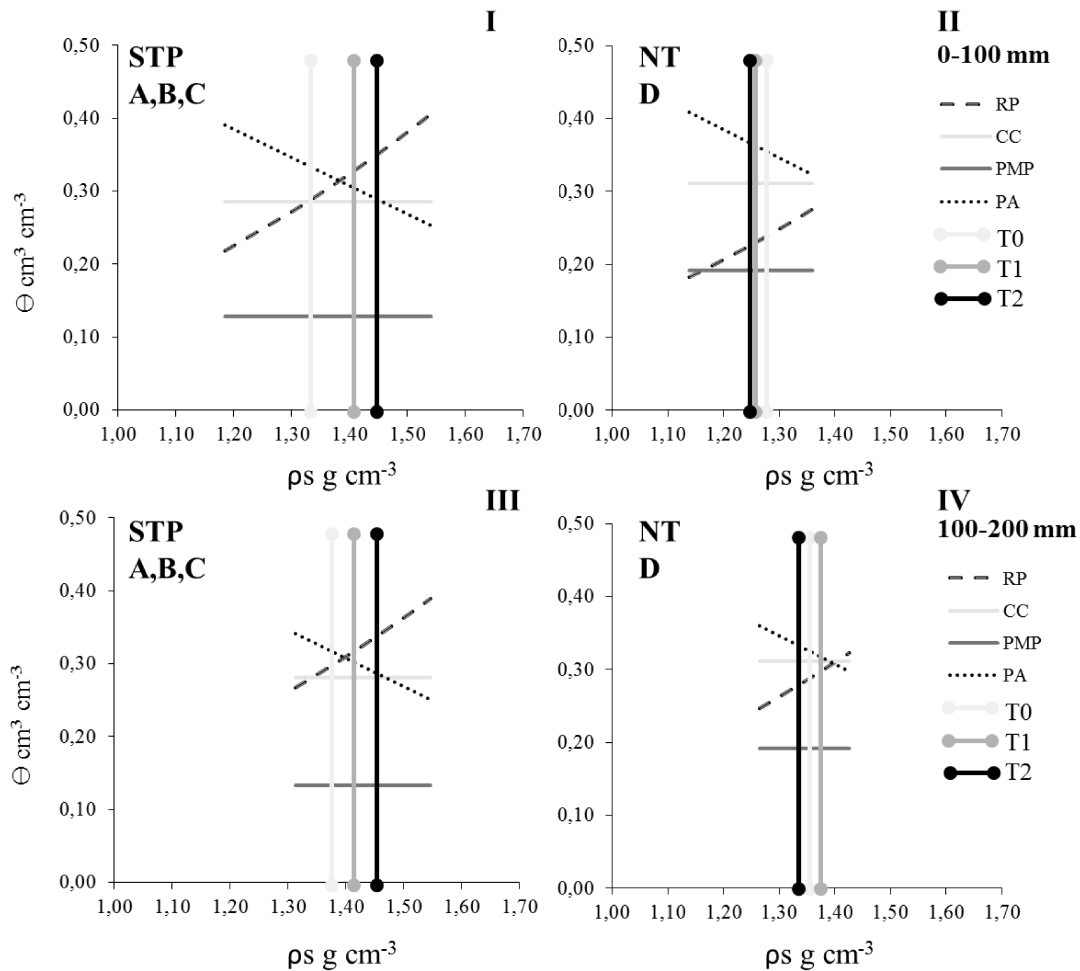 I
STP
A,B,C
0,50
0,40
0,30
0,20
0,10
0,00
1,00 1,10 1,20 1,30 1,40 1,50 1,60 1,70
Θ cm³ cm⁻³
ρs g cm⁻³
II
0-100 mm
NT
D
0,50
0,40
0,30
0,20
0,10
0,00
1,00 1,10 1,20 1,30 1,40 1,50 1,60 1,70
ρs g cm⁻³
RP
CC
PMP
PA
T0
T1
T2
III
STP
A,B,C
0,50
0,40
0,30
0,20
0,10
0,00
1,00 1,10 1,20 1,30 1,40 1,50 1,60 1,70
Θ cm³ cm⁻³
ρs g cm⁻³
IV
100-200 mm
NT
D
0,50
0,40
0,30
0,20
0,10
0,00
1,00 1,10 1,20 1,30 1,40 1,50 1,60 1,70
ρs g cm⁻³
RP
CC
PMP
PA
T0
T1
T2